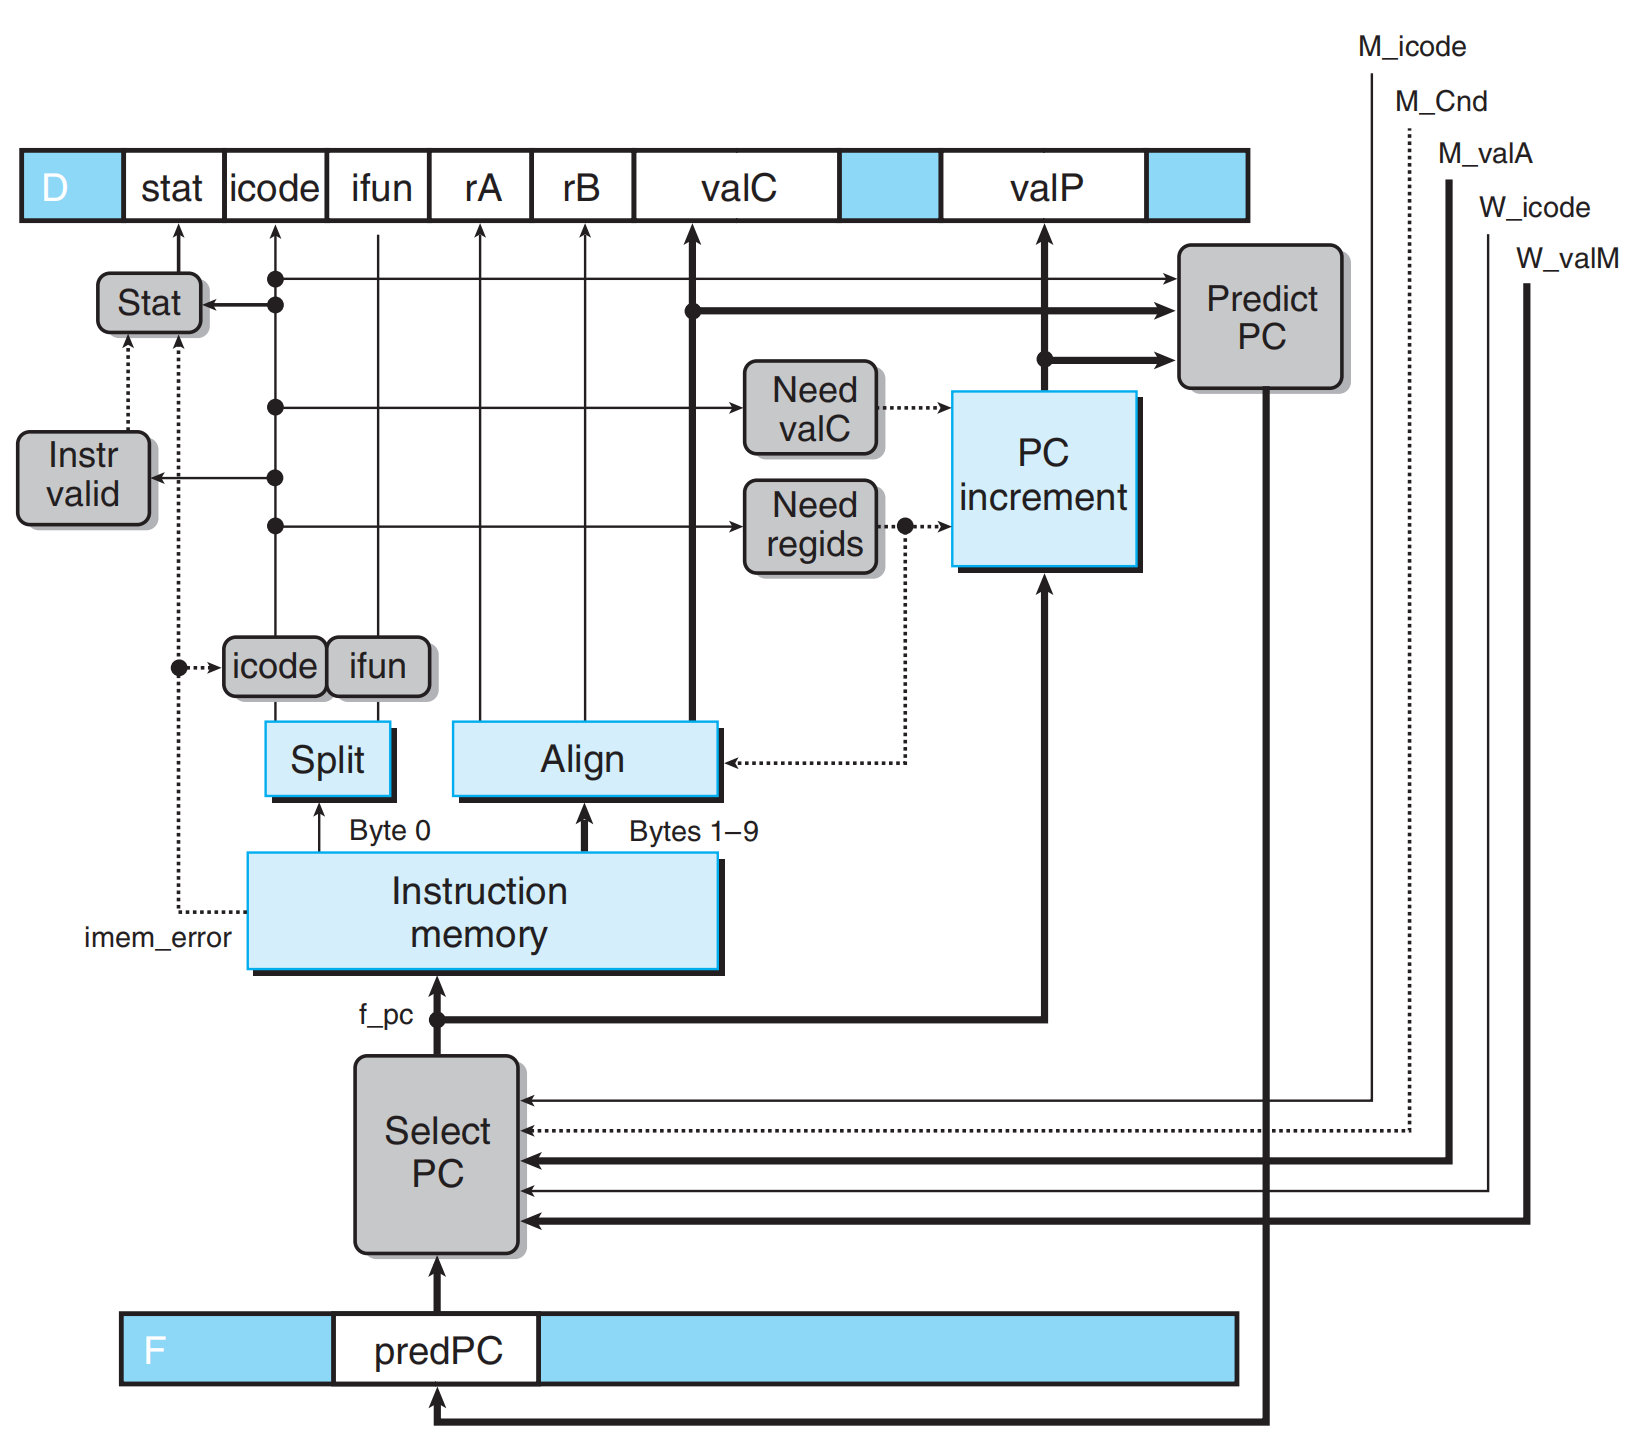 M_icode
M_Cnd
M_valA
W_icode
W_valM
D stat icode ifun rA rB valC valP
Stat
Predict
PC
Need
valC
Instr
valid
PC
increment
Need
regids
icode ifun
Split
Align
Byte 0
Bytes 1–9
Instruction
memory
imem_error
f_pc
Select
PC
F predPC